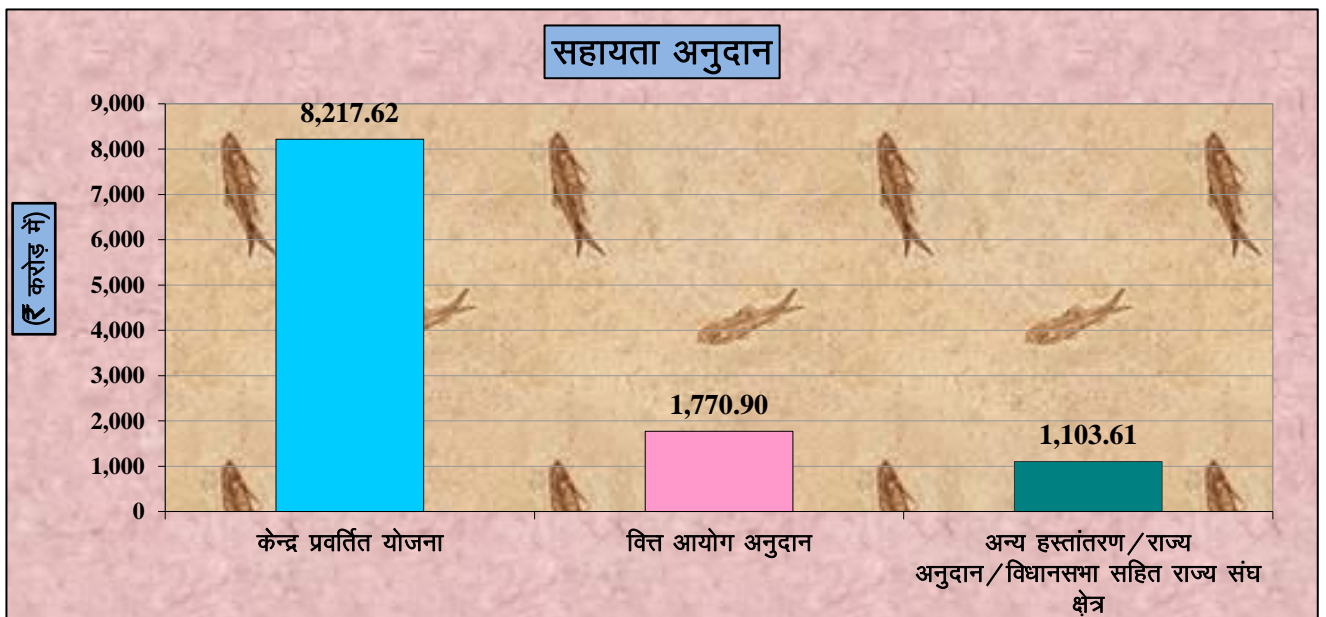 सहायता अनुदान
(₹ करोड़ में)
9,000
8,000
7,000
6,000
5,000
4,000
3,000
2,000
1,000
0
8,217.62
1,770.90
1,103.61
केन्द्र प्रवर्तित योजना
वित्त आयोग अनुदान
अन्य हस्तांतरण/राज्य
अनुदान/विधानसभा सहित राज्य संघ
क्षेत्र